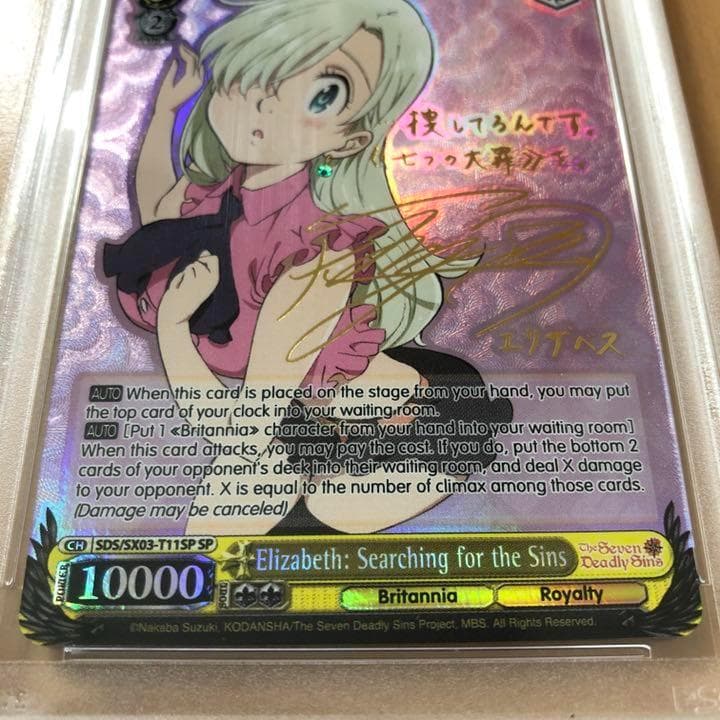 2
捜してるんです。
"七つの大罪"を。
エリザベス
AUTO When this card is placed on the stage from your hand, you may put
the top card of your clock into your waiting room.
AUTO [Put 1 «Britannia» character from your hand into your waiting room]
When this card attacks, you may pay the cost. If you do, put the bottom 2
cards of your opponent's deck into their waiting room, and deal X damage
to your opponent. X is equal to the number of climax among those cards.
(Damage may be canceled)
CH SDS/SX03-T11SP SP
Elizabeth: Searching for the Sins
The Seven
Deadly Sins
POWER 10000 SOUL
Britannia Royalty
©Nakaba Suzuki, KODANSHA/The Seven Deadly Sins Project, MBS. All Rights Reserved.